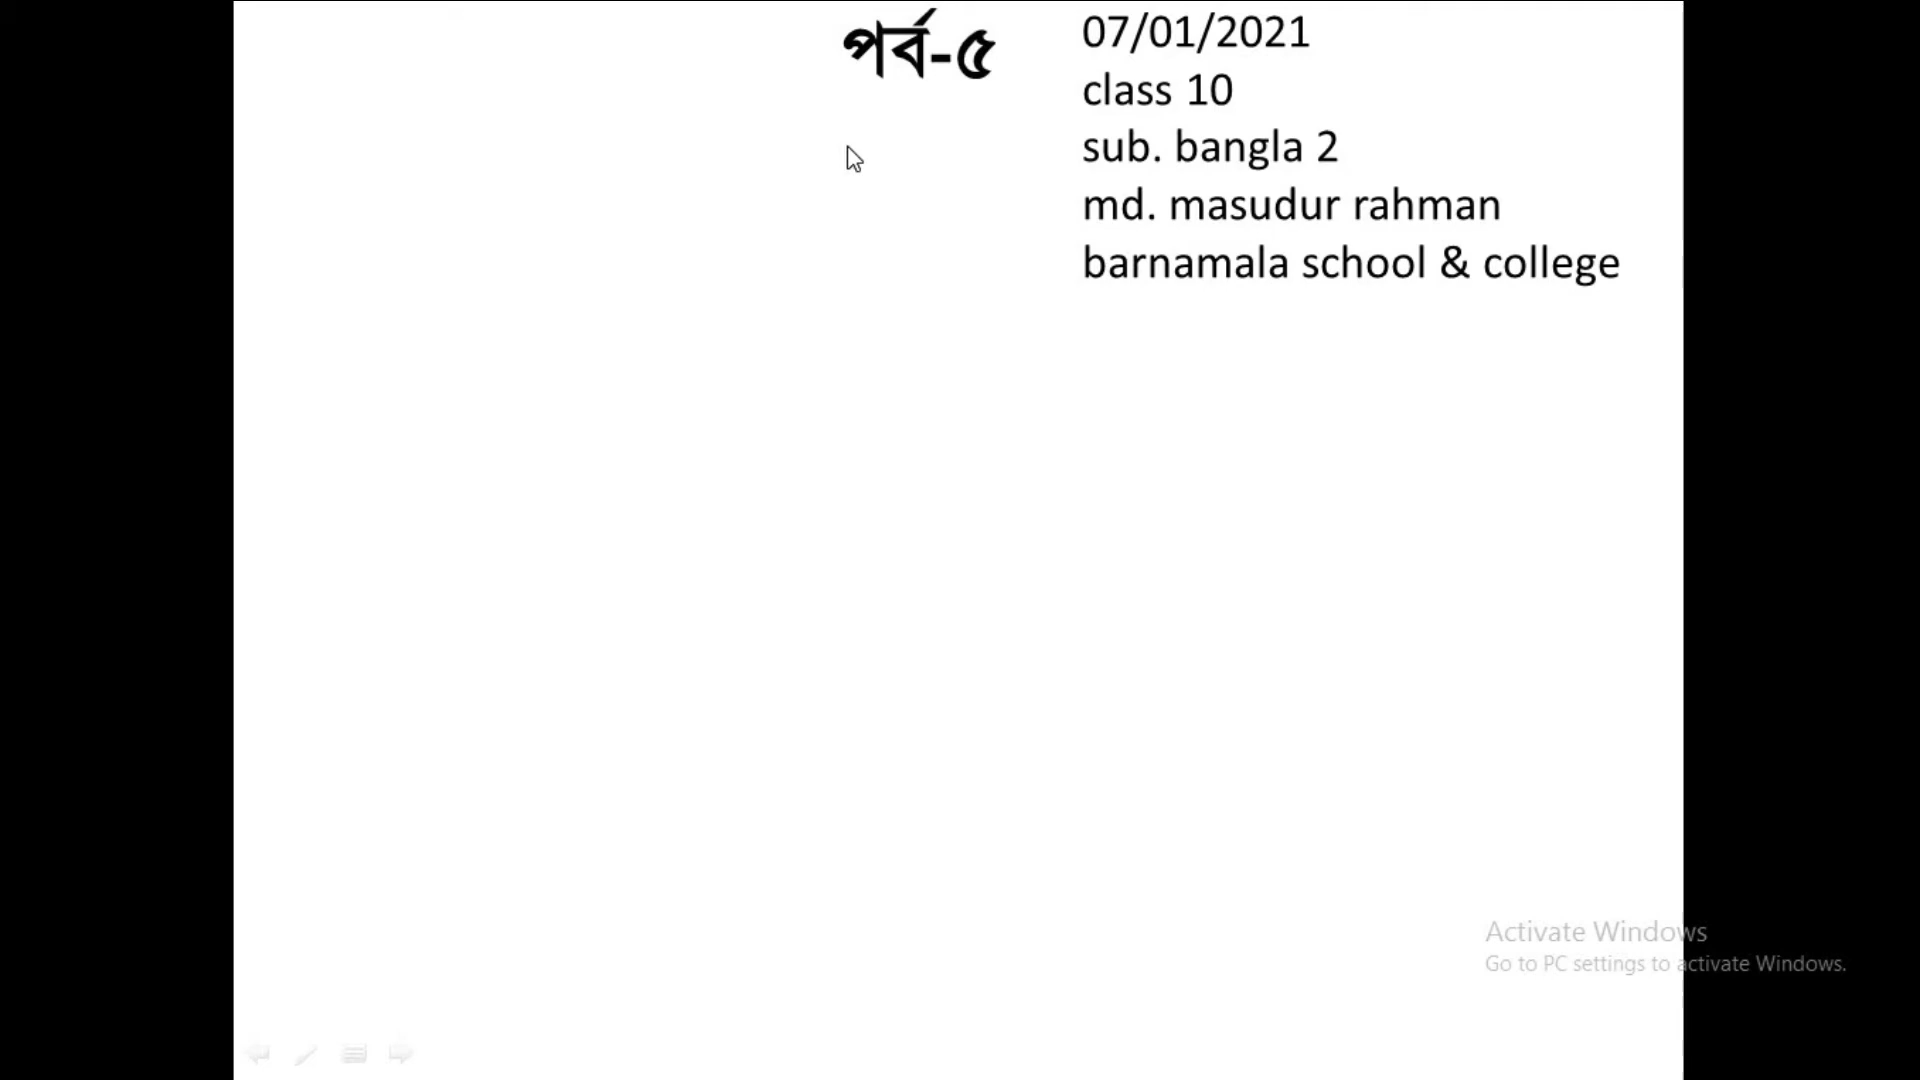 পর্ব-৫
07/01/2021
class 10
sub. bangla 2
md. masudur rahman
barnamala school & college
Activate Windows
Go to PC settings to activate Windows.